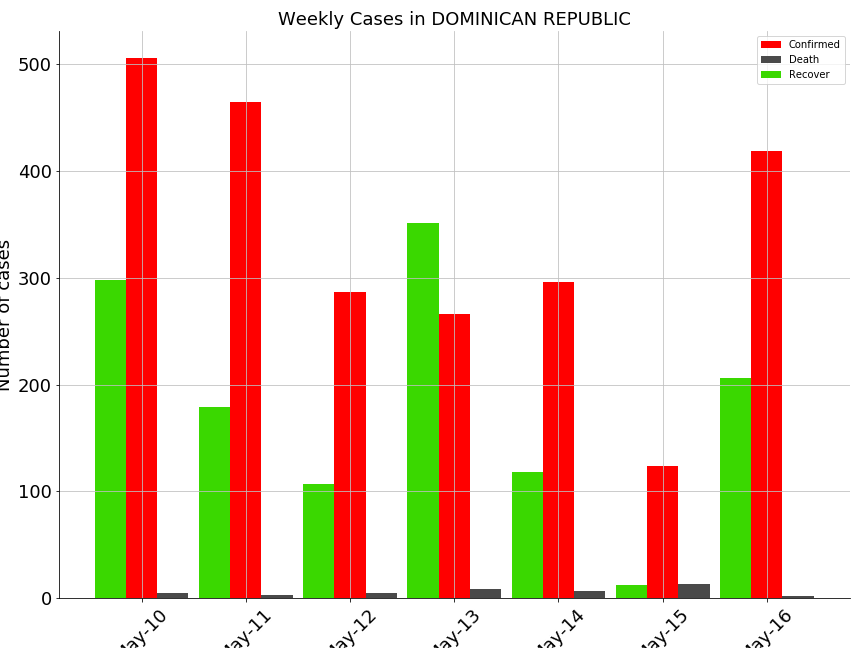 Weekly Cases in DOMINICAN REPUBLIC
Confirmed
Death
Recover
Number of cases
500
400
300
200
100
0
May-10
May-11
May-12
May-13
May-14
May-15
May-16